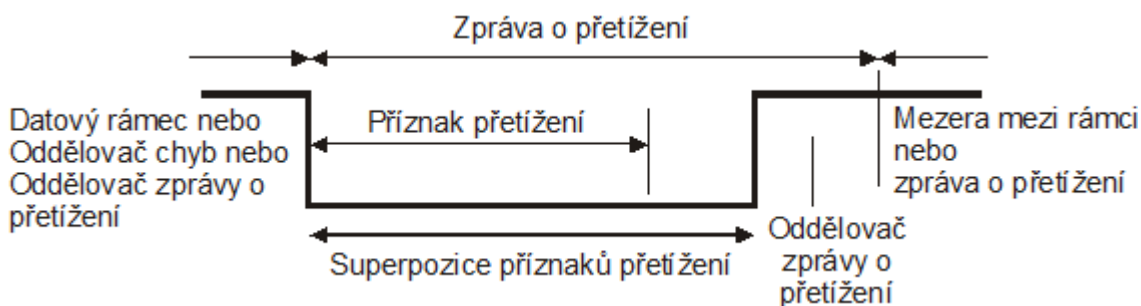 Zpráva o přetížení
Datový rámec nebo
Oddělovač chyb nebo
Oddělovač zprávy o
přetížení
Příznak přetížení
Mezera mezi rámci
nebo
zpráva o přetížení
Superpozice příznaků přetížení
Oddělovač
zprávy o
přetížení